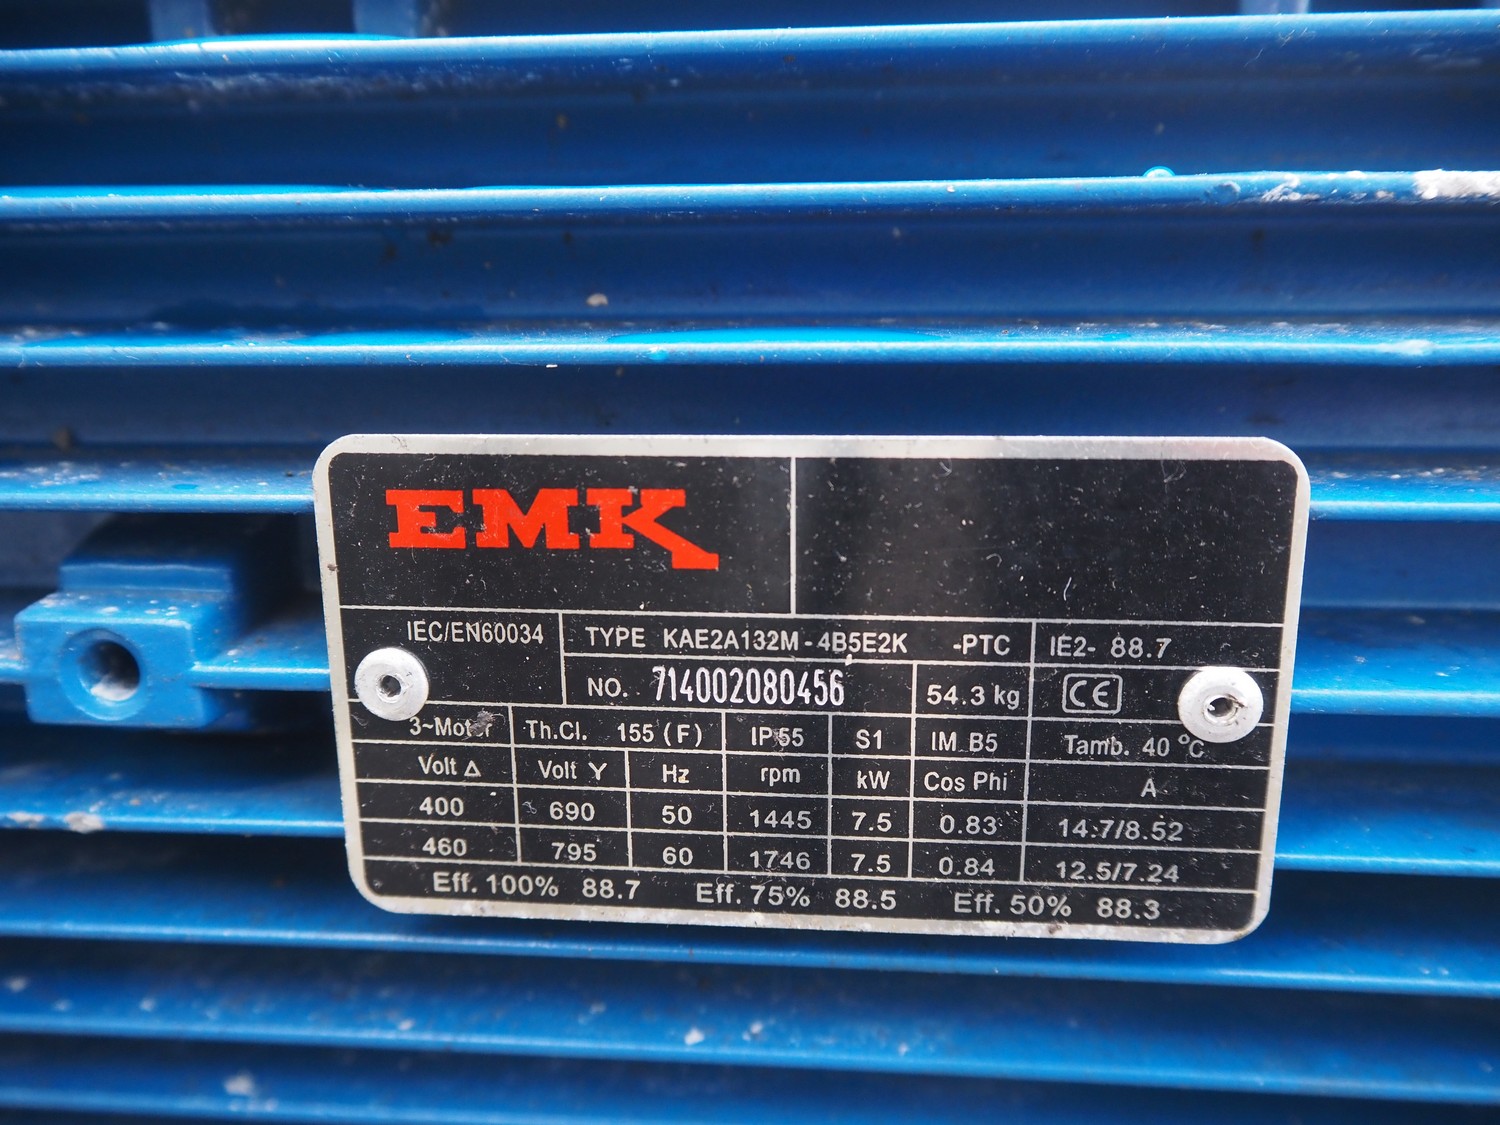 EMK
IEC/EN60034 TYPE KAE2A132M-4B5E2K -PTC IE2- 88.7
NO. 714002080456 54.3 kg CE
3~Motor Th.Cl. 155 (F) IP 55 S1 IM B5 Tamb. 40 °C
Volt Δ Volt Y Hz rpm kW Cos Phi A
400 690 50 1445 7.5 0.83 14.7/8.52
460 795 60 1746 7.5 0.84 12.5/7.24
Eff. 100% 88.7 Eff. 75% 88.5 Eff. 50% 88.3